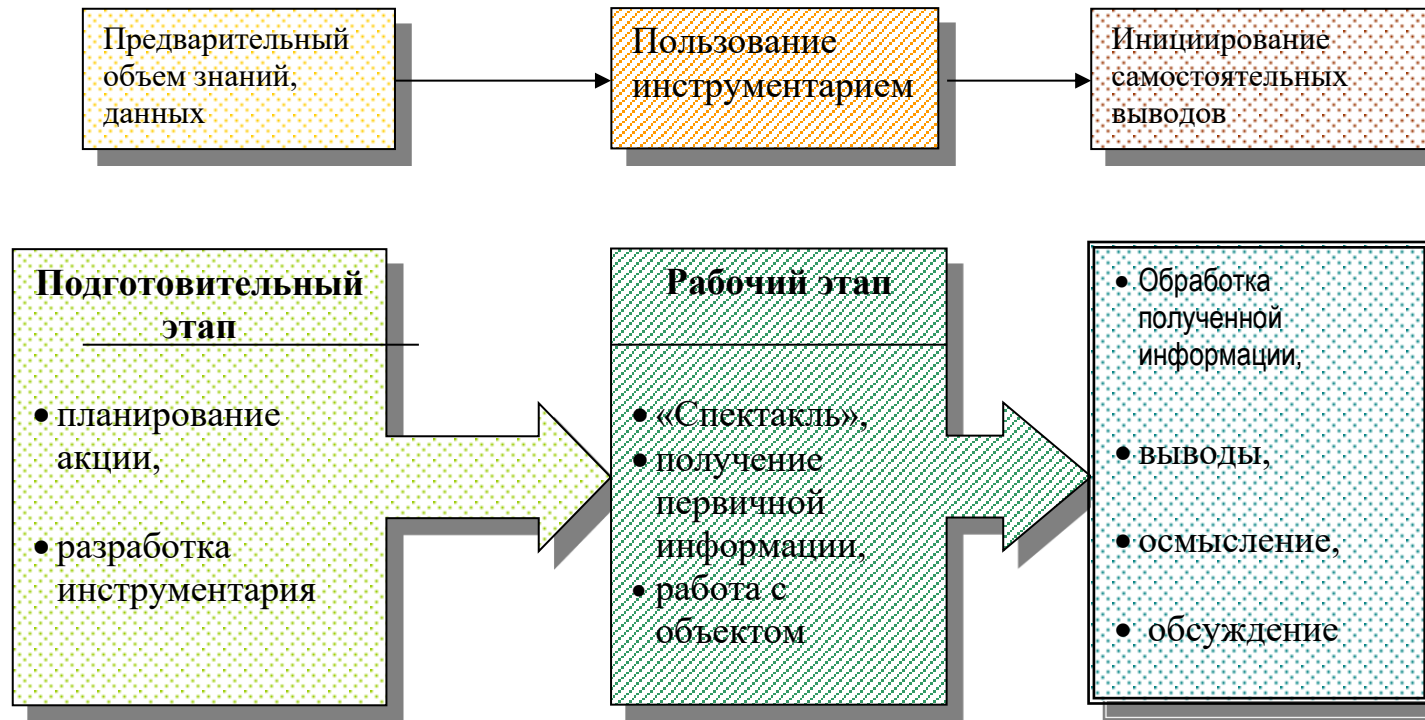 Предварительный
объем знаний,
данных
Пользование
инструментарием
Инициирование
самостоятельных
выводов
Подготовительный
этап
• планирование
акции,
• разработка
инструментария
Рабочий этап
• «Спектакль»,
• получение
первичной
информации,
• работа с
объектом
• Обработка
полученной
информации,
• выводы,
• осмысление,
• обсуждение